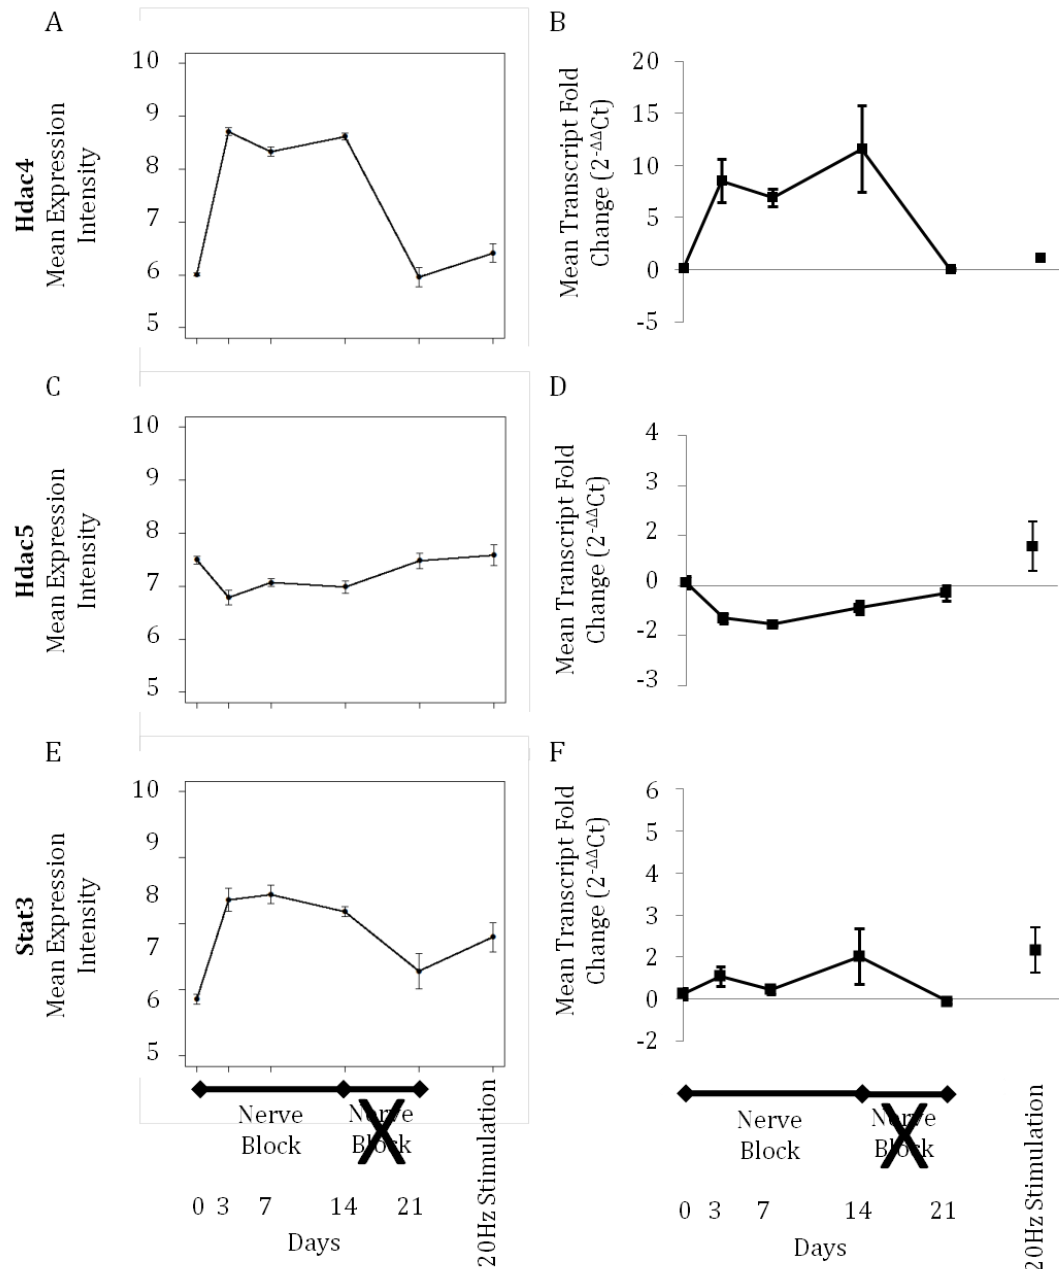 A
Hdac4
Mean Expression
Intensity
10
9
8
7
6
5
B
Mean Transcript Fold
Change (2-ΔΔCt)
20
15
10
5
0
-5
C
Hdac5
Mean Expression
Intensity
10
9
8
7
6
5
D
Mean Transcript Fold
Change (2-ΔΔCt)
4
3
2
0
-2
-3
E
Stat3
Mean Expression
Intensity
10
9
8
7
6
5
F
Mean Transcript Fold
Change (2-ΔΔCt)
6
5
4
3
2
0
-2
Nerve
Block
Nerve
Block
20Hz Stimulation
0 3 7 14 21
Days
Nerve
Block
Nerve
Block
20Hz Stimulation
0 3 7 14 21
Days